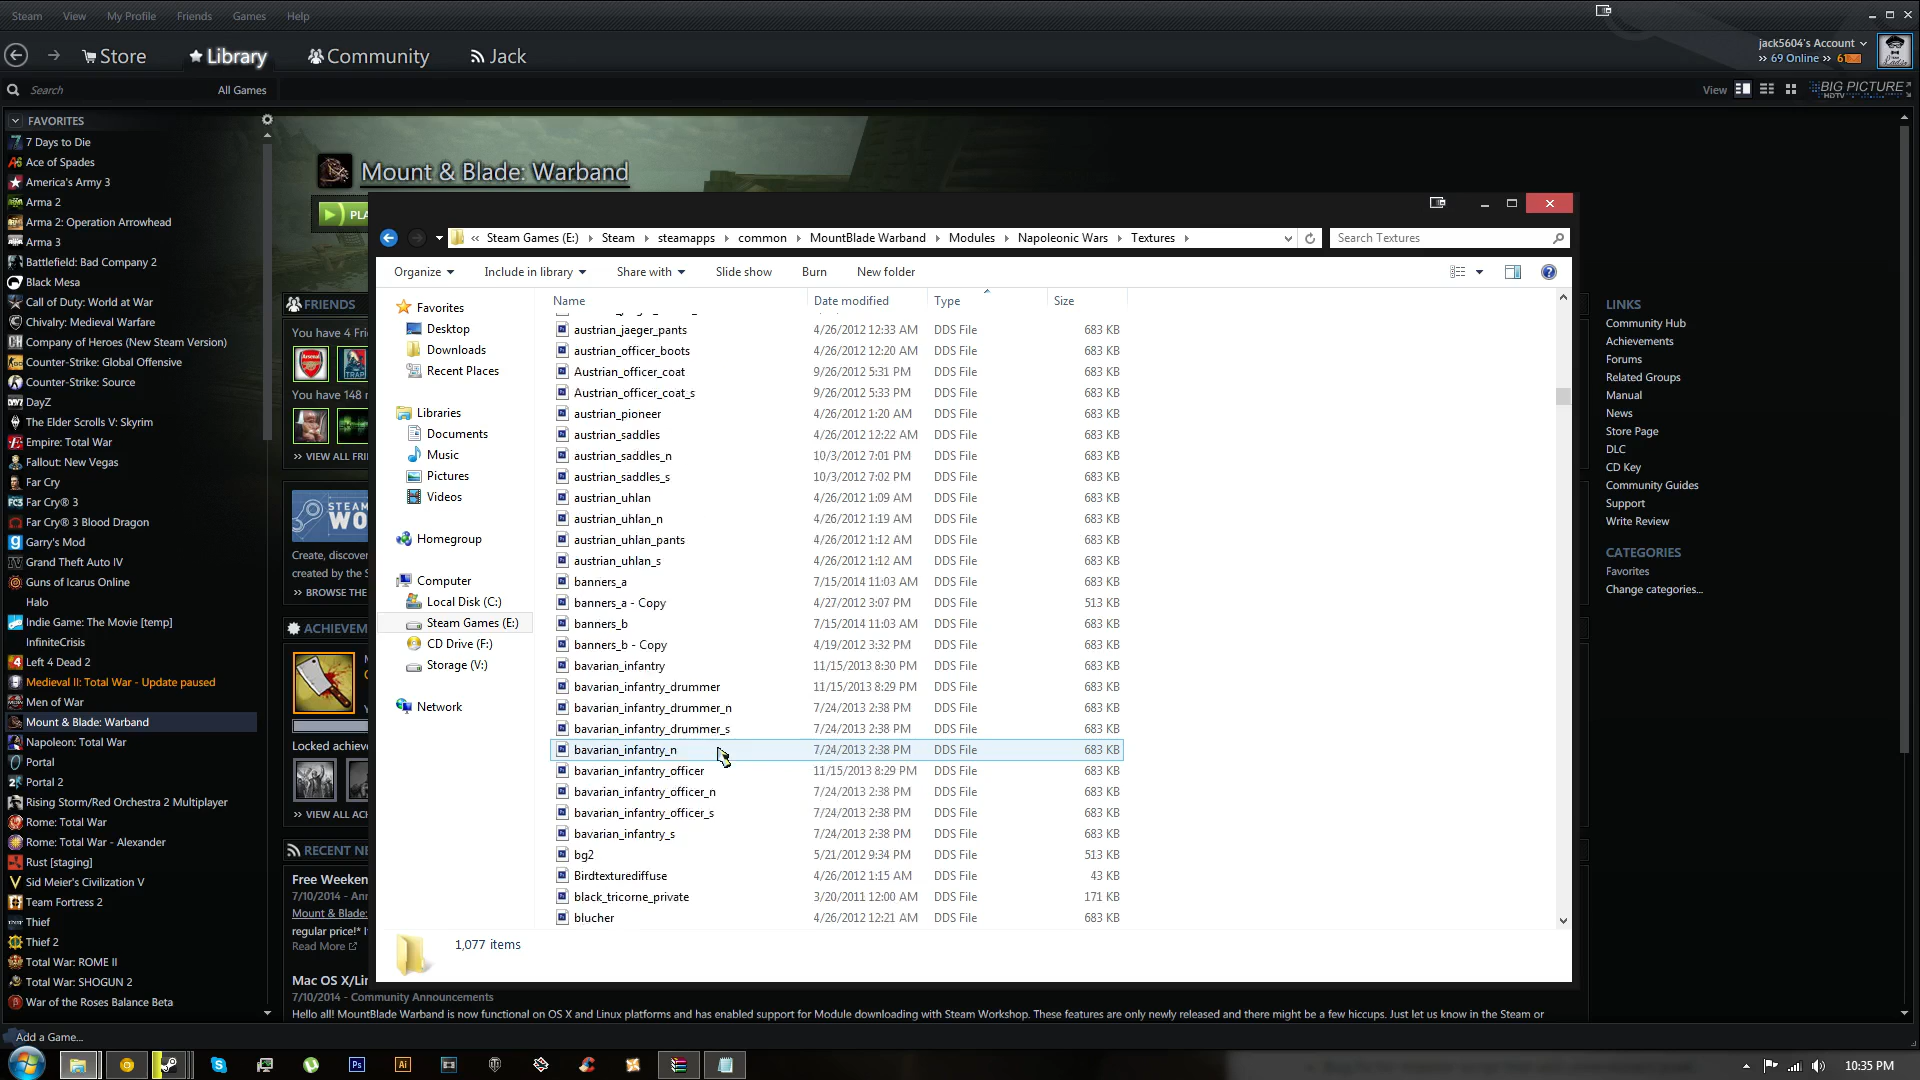 Steam View My Profile Friends Games Help
Store Library Community Jack
jack5604's Account
69 Online
Search All Games
View BIG PICTURE
FAVORITES
7 Days to Die
Ace of Spades
America's Army 3
Arma 2
Arma 2: Operation Arrowhead
Arma 3
Battlefield: Bad Company 2
Black Mesa
Call of Duty: World at War
Chivalry: Medieval Warfare
Company of Heroes (New Steam Version)
Counter-Strike: Global Offensive
Counter-Strike: Source
DayZ
The Elder Scrolls V: Skyrim
Empire: Total War
Fallout: New Vegas
Far Cry
Far Cry® 3
Far Cry® 3 Blood Dragon
Garry's Mod
Grand Theft Auto IV
Guns of Icarus Online
Halo
Indie Game: The Movie [temp]
InfiniteCrisis
Left 4 Dead 2
Medieval II: Total War - Update paused
Men of War
Mount & Blade: Warband
Napoleon: Total War
Portal
Portal 2
Rising Storm/Red Orchestra 2 Multiplayer
Rome: Total War
Rome: Total War - Alexander
Rust [staging]
Sid Meier's Civilization V
Team Fortress 2
Thief
Thief 2
Total War: ROME II
Total War: SHOGUN 2
War of the Roses Balance Beta
Add a Game...
Mount & Blade: Warband
PLA
FRIENDS
You have 4 Fri
You have 148 r
VIEW ALL FRI
STEAM
WO
Create, discover
created by the S
BROWSE THE
ACHIEVEM
Locked achiev
VIEW ALL ACH
RECENT NE
Free Weeken
7/10/2014 - Ann
Mount & Blade:
regular price!* I
Read More
Mac OS X/Lin
7/10/2014 - Community Announcements
Hello all! MountBlade Warband is now functional on OS X and Linux platforms and has enabled support for Module downloading with Steam Workshop. These features are only newly released and there might be a few hiccups. Just let us know in the Steam or
LINKS
Community Hub
Achievements
Forums
Related Groups
Manual
News
Store Page
DLC
CD Key
Community Guides
Support
Write Review
CATEGORIES
Favorites
Change categories...
Steam Games (E:) Steam steamapps common MountBlade Warband Modules Napoleonic Wars Textures Search Textures
Organize Include in library Share with Slide show Burn New folder
Favorites
Desktop
Downloads
Recent Places
Libraries
Documents
Music
Pictures
Videos
Homegroup
Computer
Local Disk (C:)
Steam Games (E:)
CD Drive (F:)
Storage (V:)
Network
Name Date modified Type Size
austrian_jaeger_pants 4/26/2012 12:33 AM DDS File 683 KB
austrian_officer_boots 4/26/2012 12:20 AM DDS File 683 KB
Austrian_officer_coat 9/26/2012 5:31 PM DDS File 683 KB
Austrian_officer_coat_s 9/26/2012 5:33 PM DDS File 683 KB
austrian_pioneer 4/26/2012 1:20 AM DDS File 683 KB
austrian_saddles 4/26/2012 12:22 AM DDS File 683 KB
austrian_saddles_n 10/3/2012 7:01 PM DDS File 683 KB
austrian_saddles_s 10/3/2012 7:02 PM DDS File 683 KB
austrian_uhlan 4/26/2012 1:09 AM DDS File 683 KB
austrian_uhlan_n 4/26/2012 1:19 AM DDS File 683 KB
austrian_uhlan_pants 4/26/2012 1:12 AM DDS File 683 KB
austrian_uhlan_s 4/26/2012 1:12 AM DDS File 683 KB
banners_a 7/15/2014 11:03 AM DDS File 683 KB
banners_a - Copy 4/27/2012 3:07 PM DDS File 513 KB
banners_b 7/15/2014 11:03 AM DDS File 683 KB
banners_b - Copy 4/19/2012 3:32 PM DDS File 683 KB
bavarian_infantry 11/15/2013 8:30 PM DDS File 683 KB
bavarian_infantry_drummer 11/15/2013 8:29 PM DDS File 683 KB
bavarian_infantry_drummer_n 7/24/2013 2:38 PM DDS File 683 KB
bavarian_infantry_drummer_s 7/24/2013 2:38 PM DDS File 683 KB
bavarian_infantry_n 7/24/2013 2:38 PM DDS File 683 KB
bavarian_infantry_officer 11/15/2013 8:29 PM DDS File 683 KB
bavarian_infantry_officer_n 7/24/2013 2:38 PM DDS File 683 KB
bavarian_infantry_officer_s 7/24/2013 2:38 PM DDS File 683 KB
bavarian_infantry_s 7/24/2013 2:38 PM DDS File 683 KB
bg2 5/21/2012 9:34 PM DDS File 513 KB
Birdtexturediffuse 4/26/2012 1:15 AM DDS File 43 KB
black_tricorne_private 3/20/2011 12:00 AM DDS File 171 KB
blucher 4/26/2012 12:21 AM DDS File 683 KB
1,077 items
10:35 PM